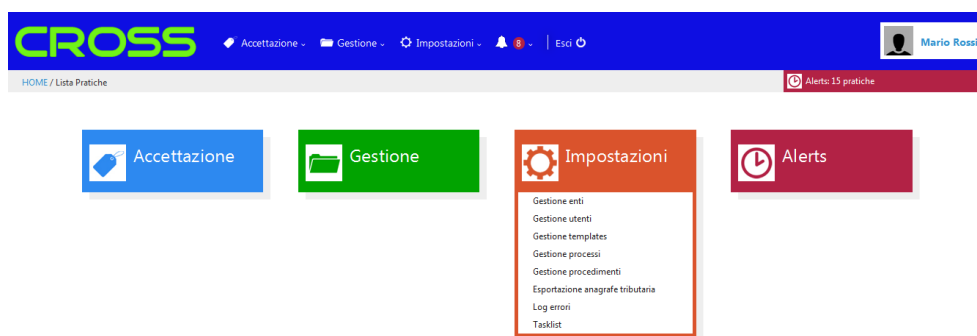 CROSS Accettazione Gestione Impostazioni 8 Esci Mario Rossi
HOME / Lista Pratiche Alerts: 15 pratiche
Accettazione Gestione Impostazioni Alerts
Gestione enti
Gestione utenti
Gestione templates
Gestione processi
Gestione procedimenti
Esportazione anagrafe tributaria
Log errori
Tasklist